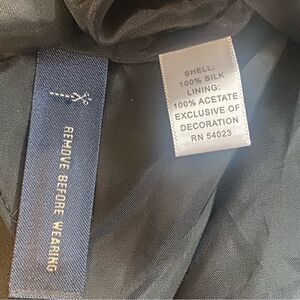 REMOVE BEFORE WEARING
SHELL:
100% SILK
LINING:
100% ACETATE
EXCLUSIVE OF
DECORATION
RN 54023